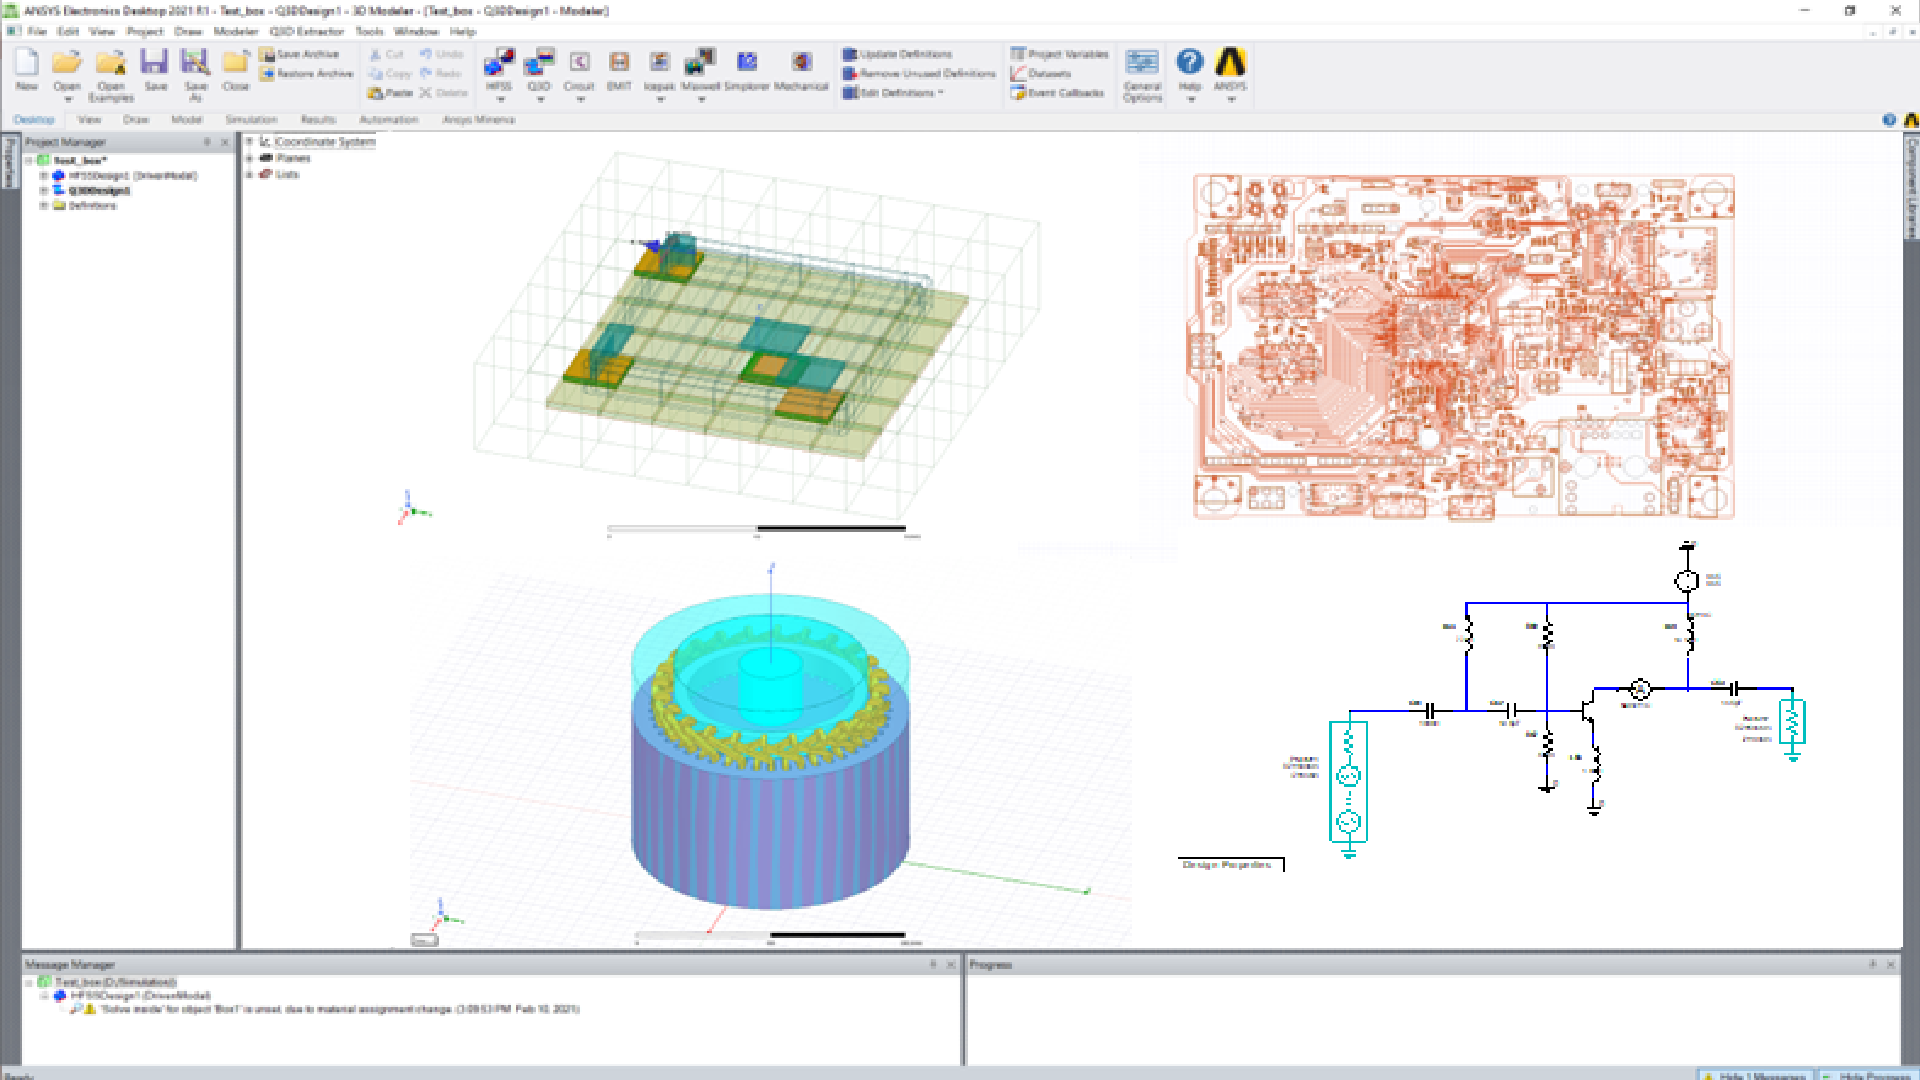 ANSYS Electronics Desktop 2021 R1 - Test_box - Q3DDesign1 - 3D Modeler - [Test_box - Q3DDesign1 - Modeler]
File Edit View Project Draw Modeler Q3D Extractor Tools Window Help
New Open Open Examples Save Save As Close
Save Archive
Restore Archive
Cut Undo
Copy Redo
Paste Delete
HFSS Q3D Circuit EMIT Icepak Maxwell Simplorer Mechanical
Update Definitions
Remove Unused Definitions
Edit Definitions
Project Variables
Datasets
Event Callbacks
General Options Help ANSYS
Desktop View Draw Model Simulation Results Automation Ansys Minerva
Properties
Project Manager
Test_box*
HFSSDesign1 (DrivenModal)
Q3DDesign1
Definitions
Coordinate System
Planes
Lists
Component Libraries
Design Properties
Message Manager
Test_box (D:/Simulation/)
HFSSDesign1 (DrivenModal)
'Solve inside' for object 'Box1' is unset, due to material assignment change. (3:09:53 PM Feb 10, 2021)
Progress
Ready
Hide 1 Messages Hide Progress